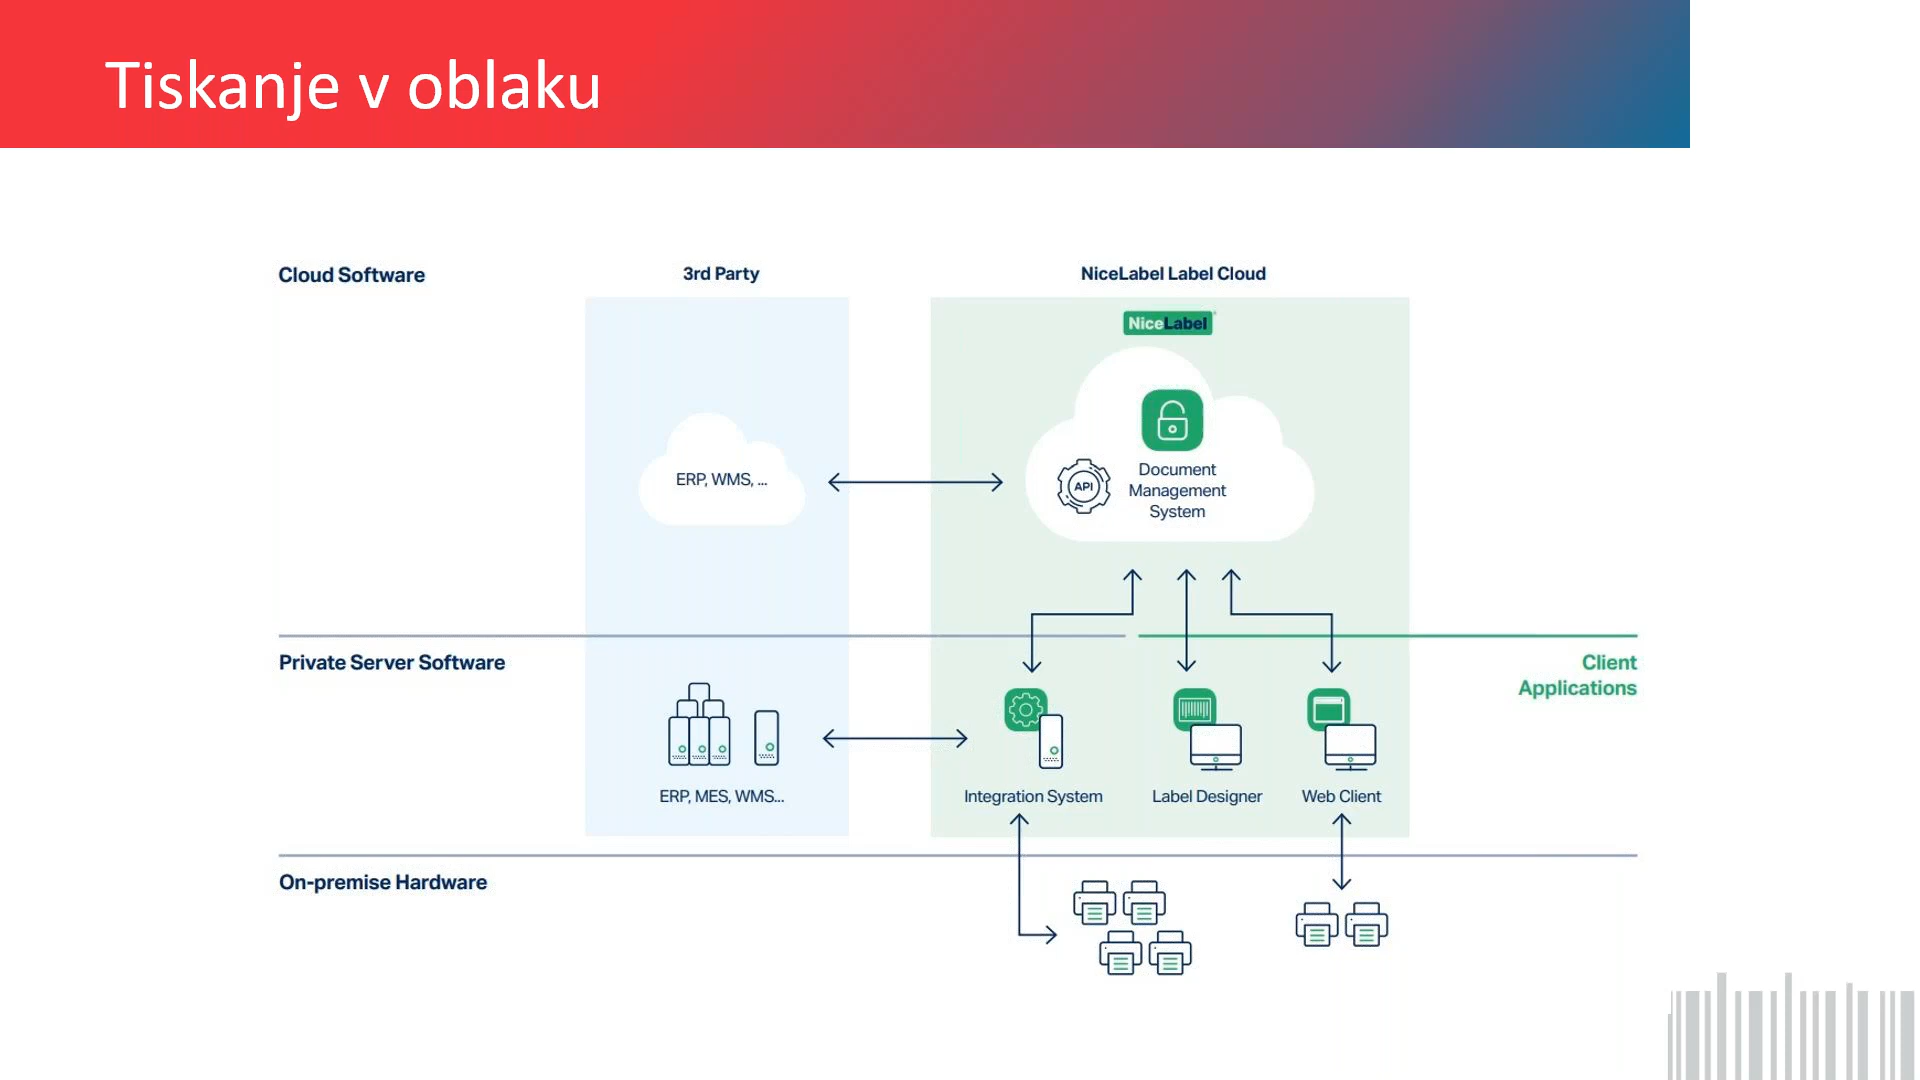 Tiskanje v oblaku
Cloud Software
3rd Party
NiceLabel Label Cloud
NiceLabel
ERP, WMS, ...
API
Document
Management
System
Private Server Software
Client
Applications
ERP, MES, WMS...
Integration System
Label Designer
Web Client
On-premise Hardware